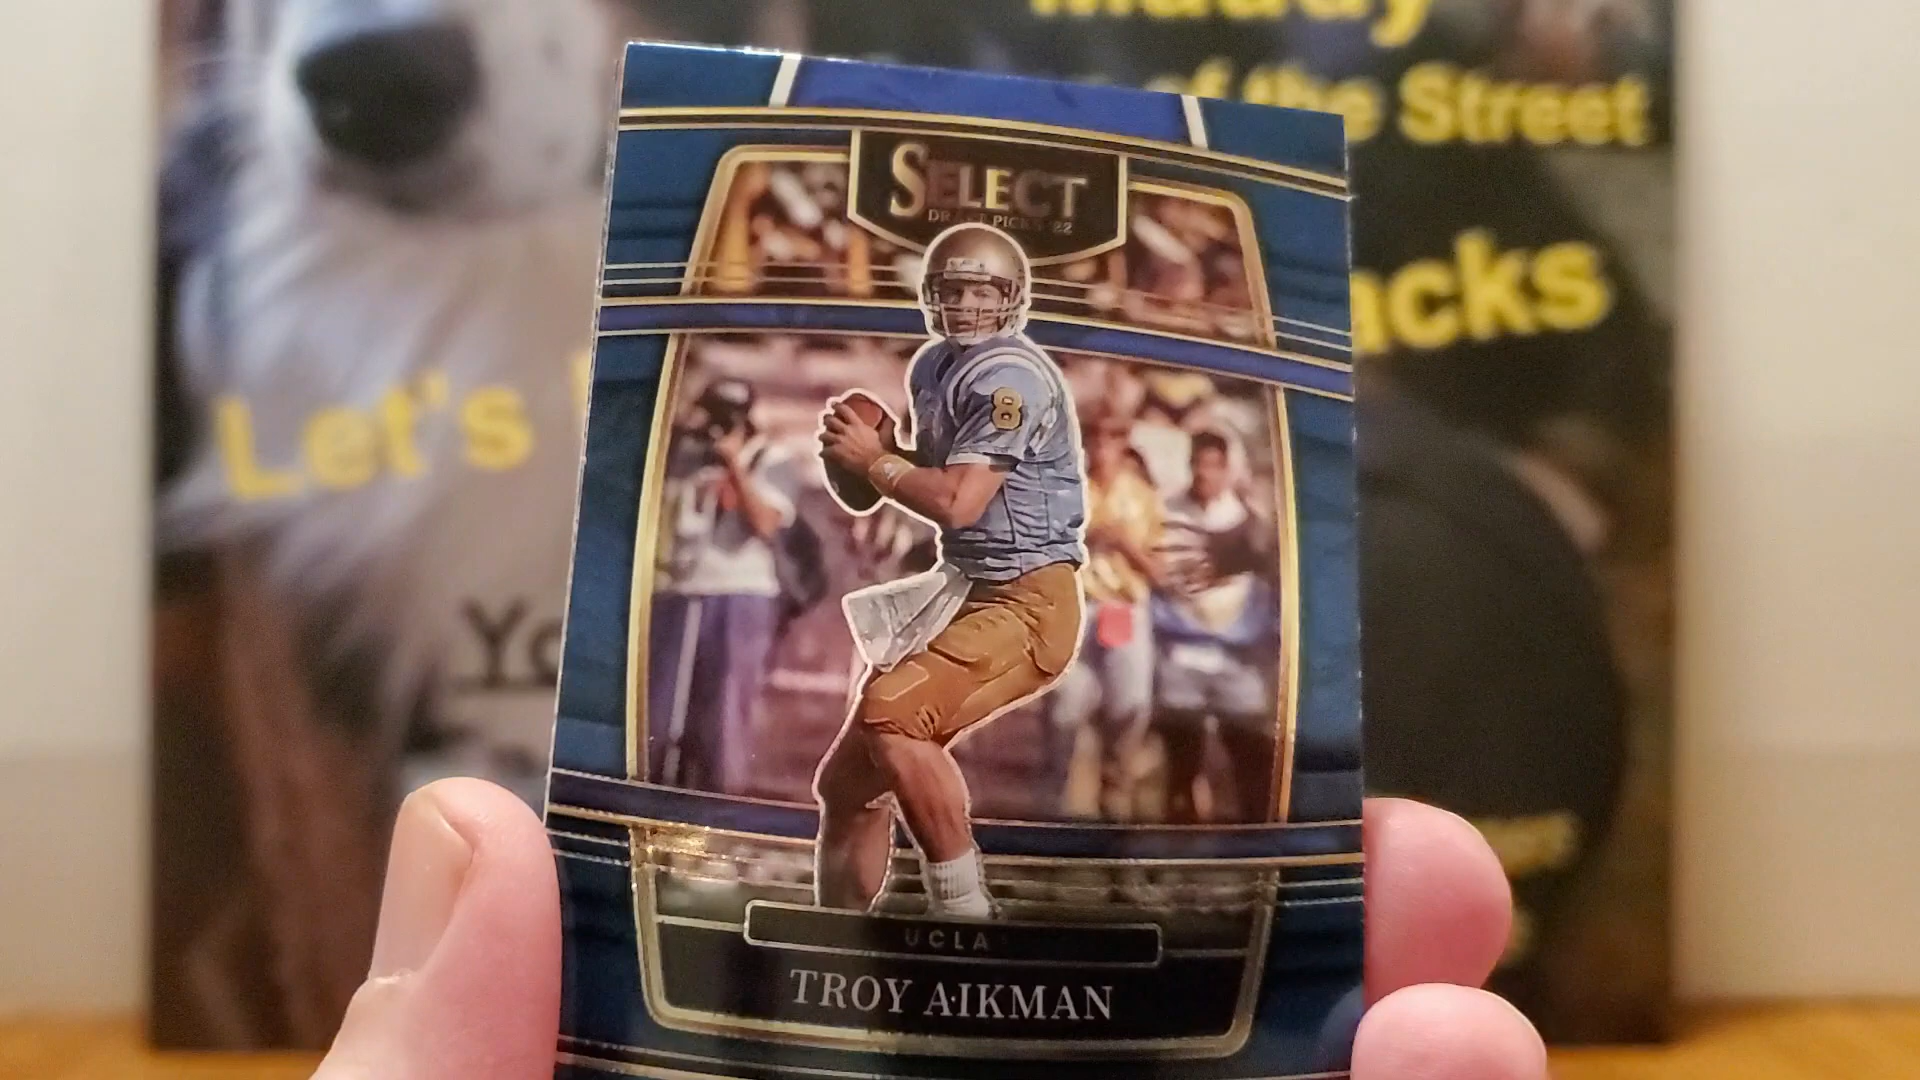 of the Street
Let's
acks
Yo
SELECT
DRAFT PICKS 22
8
UCLA
TROY AIKMAN